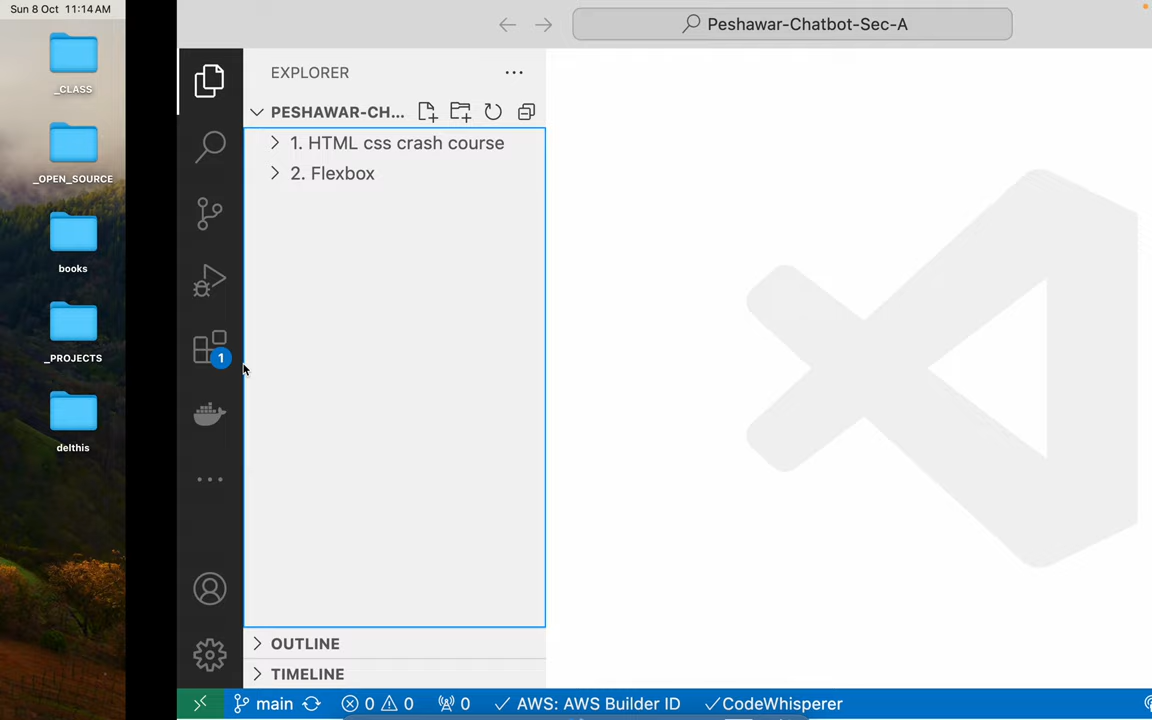 Sun 8 Oct 11:14 AM
_CLASS
_OPEN_SOURCE
books
_PROJECTS
delthis
Peshawar-Chatbot-Sec-A
EXPLORER
PESHAWAR-CH...
1. HTML css crash course
2. Flexbox
1
OUTLINE
TIMELINE
main 0 0 0 AWS: AWS Builder ID CodeWhisperer